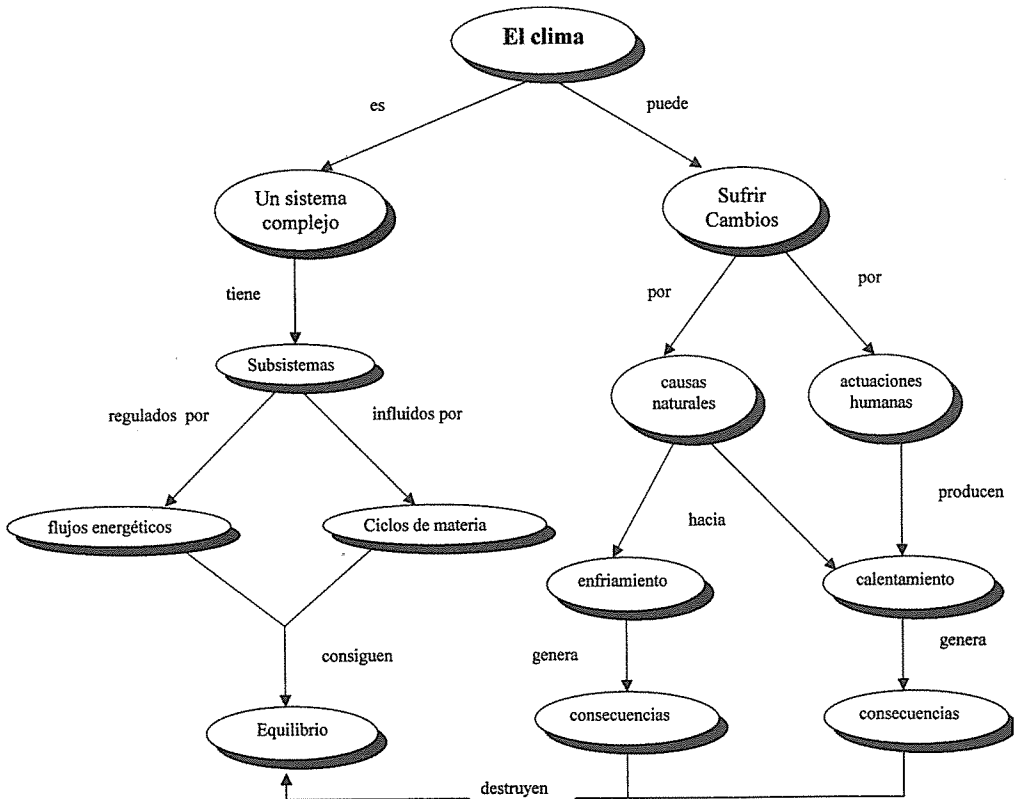 El clima
es
puede
Un sistema
complejo
Sufrir
Cambios
tiene
por
por
Subsistemas
causas
naturales
actuaciones
humanas
regulados por
influidos por
flujos energéticos
Ciclos de materia
hacia
producen
enfriamiento
calentamiento
consiguen
genera
genera
Equilibrio
consecuencias
consecuencias
destruyen